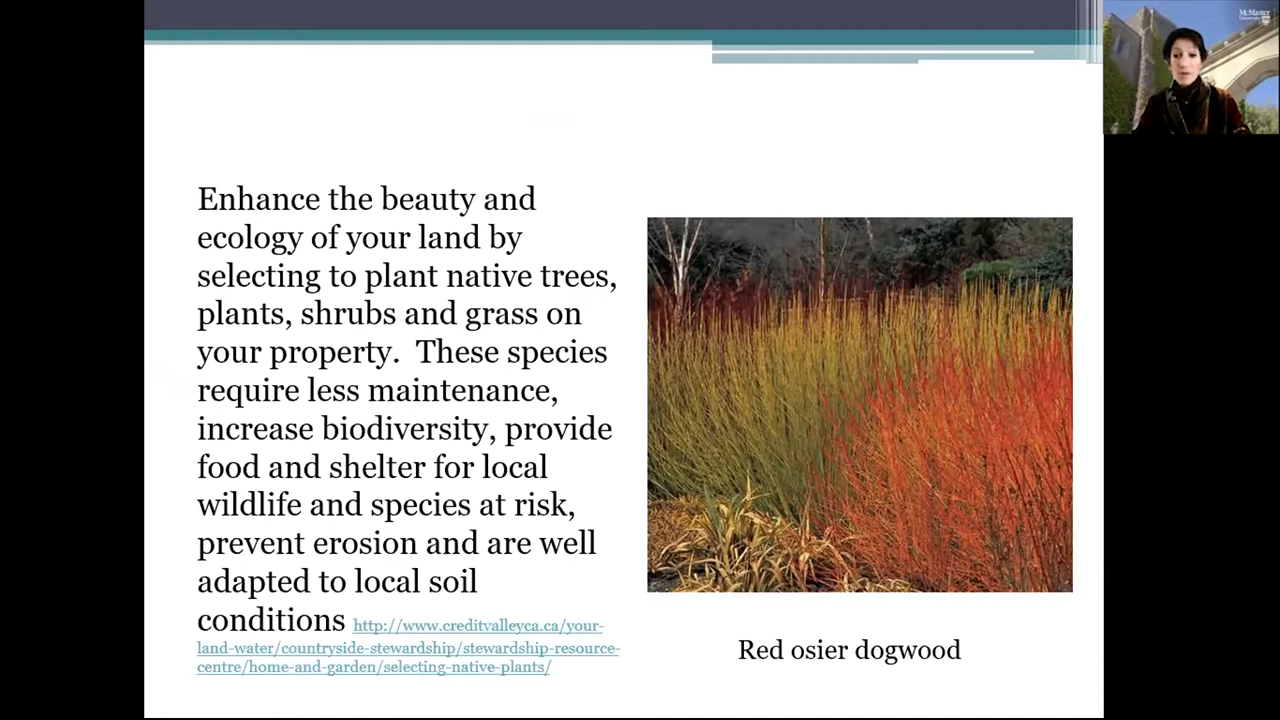 McMaster
University
Enhance the beauty and
ecology of your land by
selecting to plant native trees,
plants, shrubs and grass on
your property.  These species
require less maintenance,
increase biodiversity, provide
food and shelter for local
wildlife and species at risk,
prevent erosion and are well
adapted to local soil
conditions http://www.creditvalleyca.ca/your-
land-water/countryside-stewardship/stewardship-resource-
centre/home-and-garden/selecting-native-plants/
Red osier dogwood